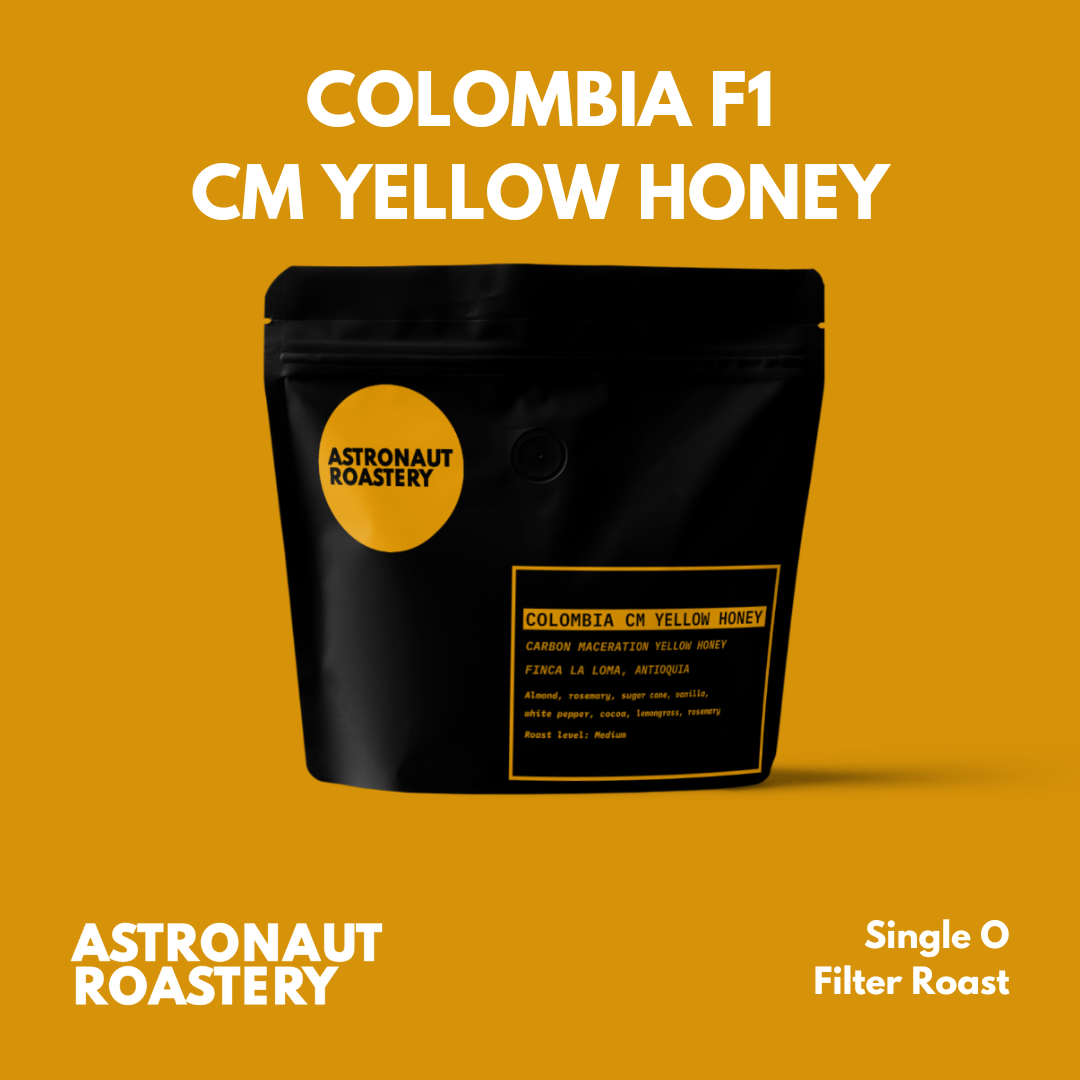 COLOMBIA F1
CM YELLOW HONEY
ASTRONAUT
ROASTERY
COLOMBIA CM YELLOW HONEY
CARBON MACERATION YELLOW HONEY
FINCA LA LOMA, ANTIOQUIA
Almond, rosemary, sugar cane, vanilla,
white pepper, cocoa, lemongrass, rosemary
Roast level: Medium
ASTRONAUT
ROASTERY
Single O
Filter Roast